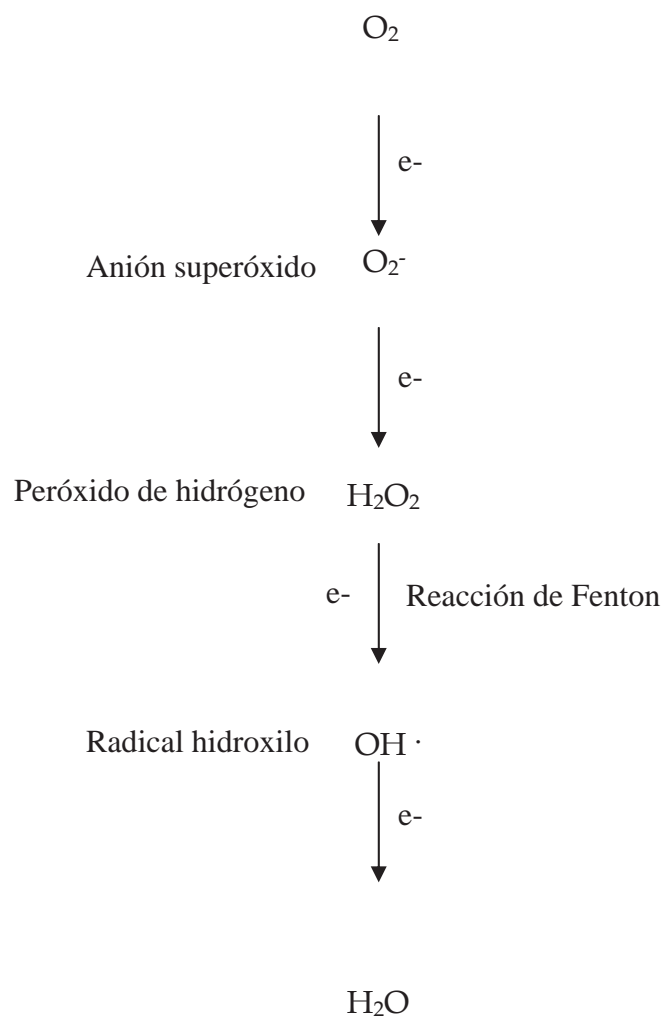 O₂
e-
Anión superóxido O₂⁻
e-
Peróxido de hidrógeno H₂O₂
e- Reacción de Fenton
Radical hidroxilo OH ·
e-
H₂O